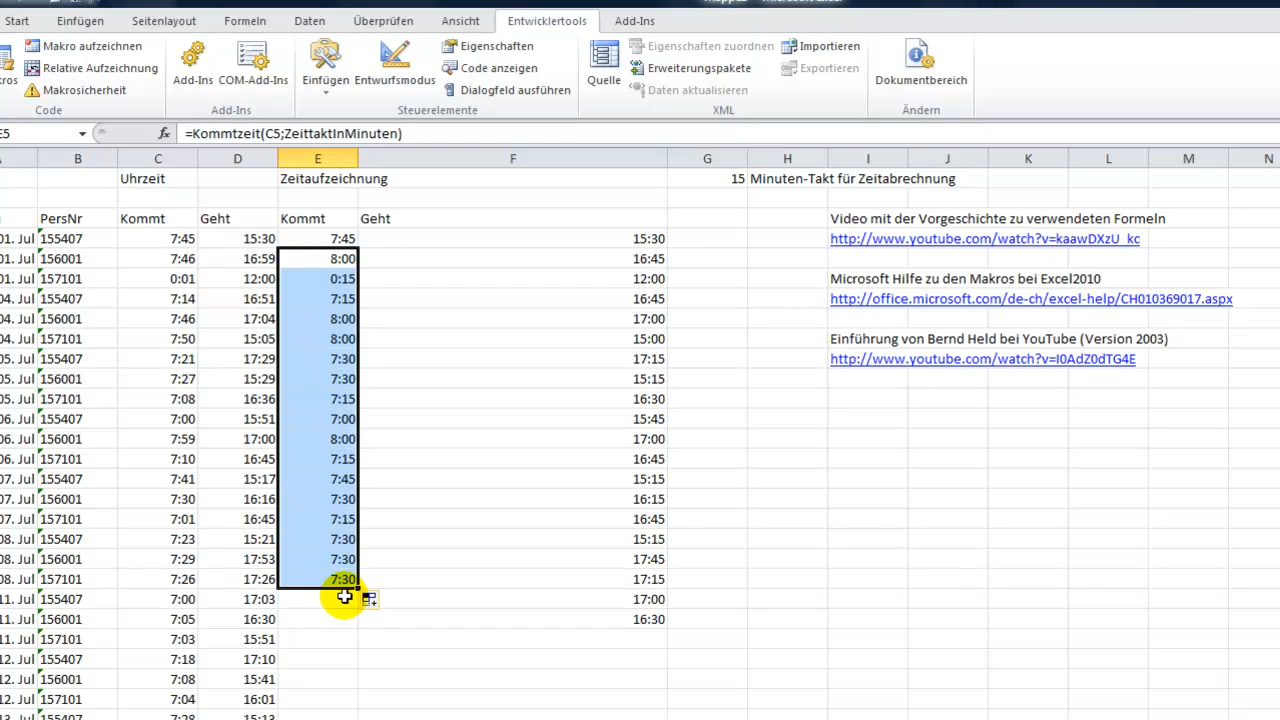 Start Einfügen Seitenlayout Formeln Daten Überprüfen Ansicht Entwicklertools Add-Ins
Makro aufzeichnen
Relative Aufzeichnung
Makrosicherheit
Code
Add-Ins COM-Add-Ins
Add-Ins
Einfügen Entwurfsmodus
Eigenschaften
Code anzeigen
Dialogfeld ausführen
Steuerelemente
Quelle
Eigenschaften zuordnen
Erweiterungspakete
Daten aktualisieren
Importieren
Exportieren
XML
Dokumentbereich
Ändern
E5 fx =Kommtzeit(C5;ZeittaktInMinuten)
B C D E F G H I J K L M N
Uhrzeit Zeitaufzeichnung 15 Minuten-Takt für Zeitabrechnung
PersNr Kommt Geht Kommt Geht Video mit der Vorgeschichte zu verwendeten Formeln
01. Jul 155407 7:45 15:30 7:45 15:30 http://www.youtube.com/watch?v=kaawDXzU_kc
01. Jul 156001 7:46 16:59 8:00 16:45
01. Jul 157101 0:01 12:00 0:15 12:00 Microsoft Hilfe zu den Makros bei Excel2010
04. Jul 155407 7:14 16:51 7:15 16:45 http://office.microsoft.com/de-ch/excel-help/CH010369017.aspx
04. Jul 156001 7:46 17:04 8:00 17:00
04. Jul 157101 7:50 15:05 8:00 15:00 Einführung von Bernd Held bei YouTube (Version 2003)
05. Jul 155407 7:21 17:29 7:30 17:15 http://www.youtube.com/watch?v=I0AdZ0dTG4E
05. Jul 156001 7:27 15:29 7:30 15:15
05. Jul 157101 7:08 16:36 7:15 16:30
06. Jul 155407 7:00 15:51 7:00 15:45
06. Jul 156001 7:59 17:00 8:00 17:00
06. Jul 157101 7:10 16:45 7:15 16:45
07. Jul 155407 7:41 15:17 7:45 15:15
07. Jul 156001 7:30 16:16 7:30 16:15
07. Jul 157101 7:01 16:45 7:15 16:45
08. Jul 155407 7:23 15:21 7:30 15:15
08. Jul 156001 7:29 17:53 7:30 17:45
08. Jul 157101 7:26 17:26 7:30 17:15
11. Jul 155407 7:00 17:03 17:00
11. Jul 156001 7:05 16:30 16:30
11. Jul 157101 7:03 15:51
12. Jul 155407 7:18 17:10
12. Jul 156001 7:08 15:41
12. Jul 157101 7:04 16:01
13. Jul 155407 7:28 15:13